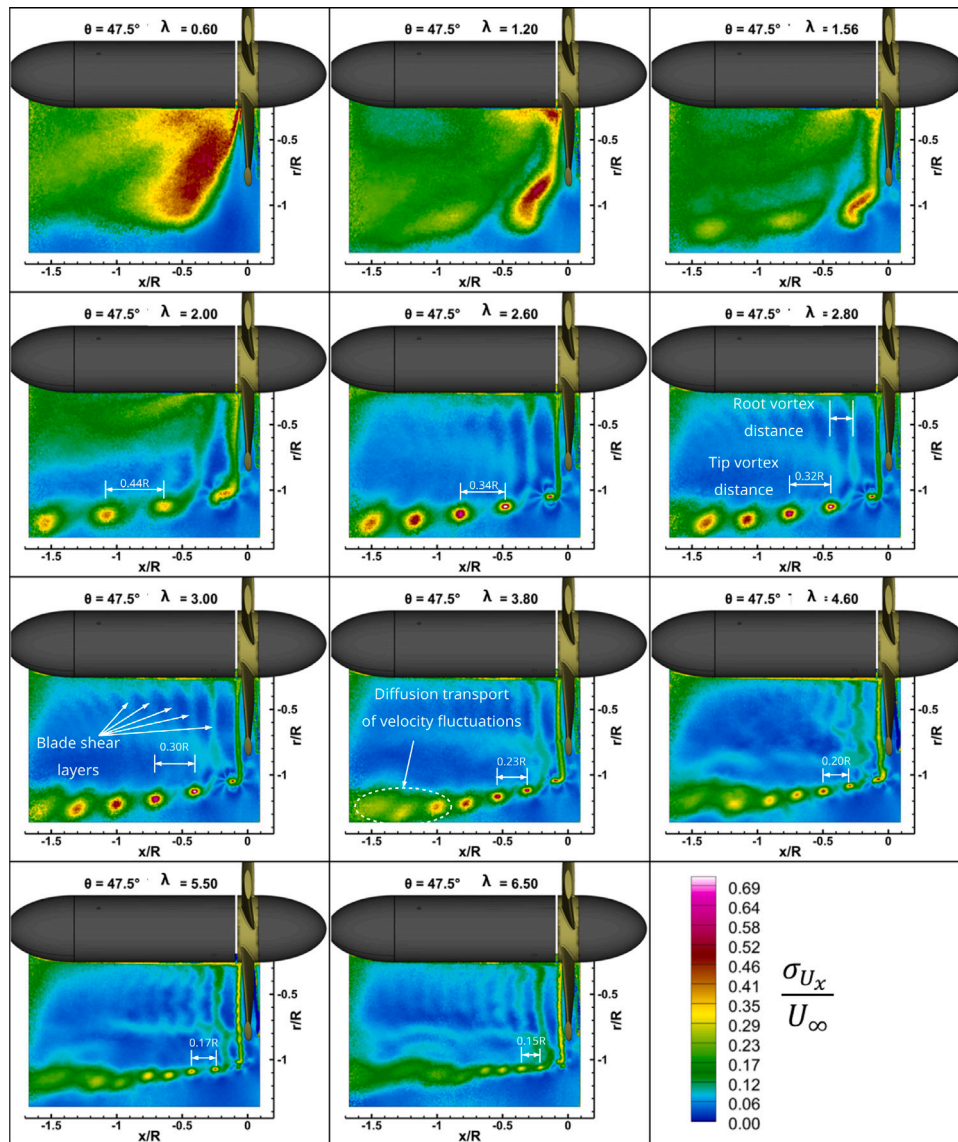 θ = 47.5° λ = 0.60
-0.5
-1
r/R
-1.5 -1 -0.5 0
x/R
θ = 47.5° λ = 1.20
-0.5
-1
r/R
-1.5 -1 -0.5 0
x/R
θ = 47.5° λ = 1.56
-0.5
-1
r/R
-1.5 -1 -0.5 0
x/R
θ = 47.5° λ = 2.00
0.44R
-0.5
-1
r/R
-1.5 -1 -0.5 0
x/R
θ = 47.5° λ = 2.60
0.34R
-0.5
-1
r/R
-1.5 -1 -0.5 0
x/R
θ = 47.5° λ = 2.80
Root vortex
distance
Tip vortex
distance
0.32R
-0.5
-1
r/R
-1.5 -1 -0.5 0
x/R
θ = 47.5° λ = 3.00
Blade shear
layers
0.30R
-0.5
-1
r/R
-1.5 -1 -0.5 0
x/R
θ = 47.5° λ = 3.80
Diffusion transport
of velocity fluctuations
0.23R
-0.5
-1
r/R
-1.5 -1 -0.5 0
x/R
θ = 47.5° λ = 4.60
0.20R
-0.5
-1
r/R
-1.5 -1 -0.5 0
x/R
θ = 47.5° λ = 5.50
0.17R
-0.5
-1
r/R
-1.5 -1 -0.5 0
x/R
θ = 47.5° λ = 6.50
0.15R
-0.5
-1
r/R
-1.5 -1 -0.5 0
x/R
0.69
0.64
0.58
0.52
0.46
0.41
0.35
0.29
0.23
0.17
0.12
0.06
0.00
σ_{U_x}
U_∞